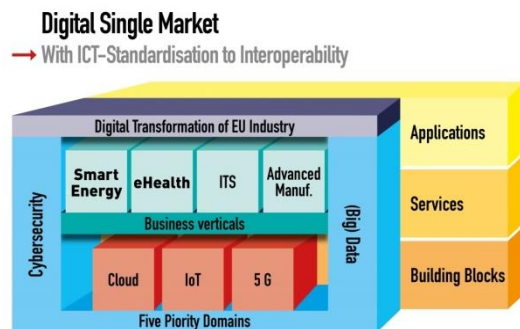 Digital Single Market
→ With ICT-Standardisation to Interoperability
Digital Transformation of EU Industry
Applications
Smart
Energy
eHealth
ITS
Advanced
Manuf.
Cybersecurity
(Big) Data
Services
Business verticals
Cloud
IoT
5 G
Building Blocks
Five Piority Domains